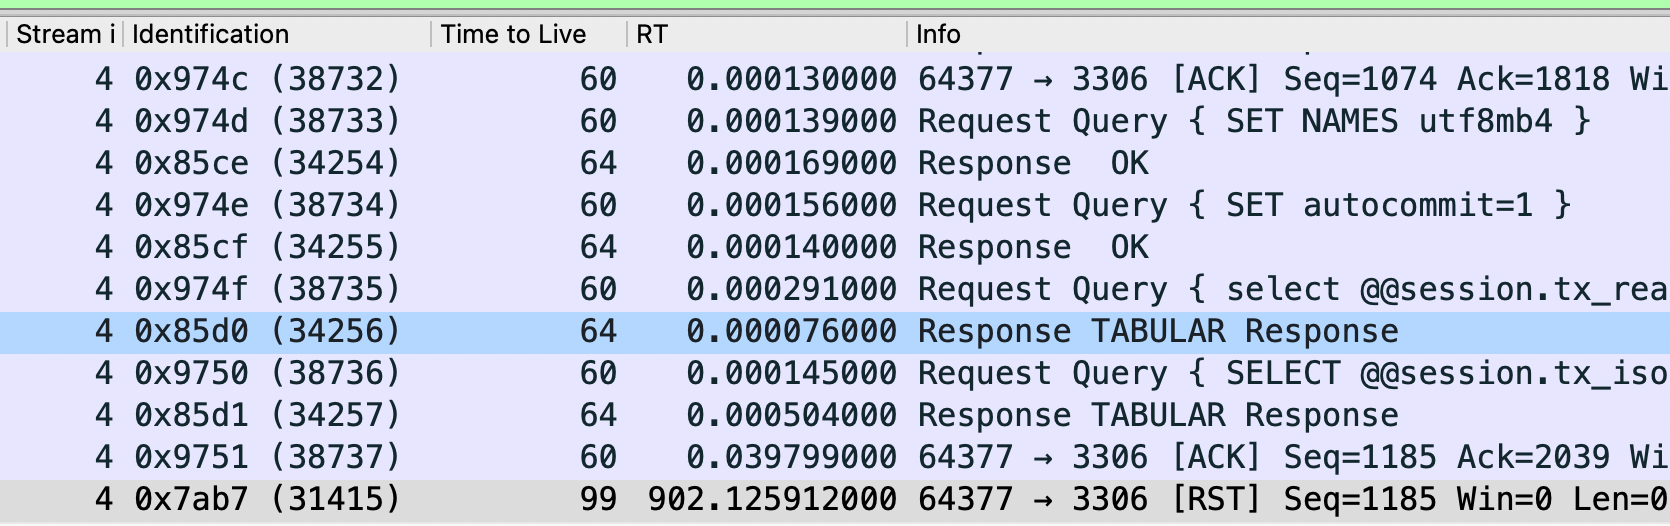 Stream i Identification Time to Live RT Info
4 0x974c (38732) 60 0.000130000 64377 → 3306 [ACK] Seq=1074 Ack=1818 Wi
4 0x974d (38733) 60 0.000139000 Request Query { SET NAMES utf8mb4 }
4 0x85ce (34254) 64 0.000169000 Response  OK
4 0x974e (38734) 60 0.000156000 Request Query { SET autocommit=1 }
4 0x85cf (34255) 64 0.000140000 Response  OK
4 0x974f (38735) 60 0.000291000 Request Query { select @@session.tx_rea
4 0x85d0 (34256) 64 0.000076000 Response TABULAR Response
4 0x9750 (38736) 60 0.000145000 Request Query { SELECT @@session.tx_iso
4 0x85d1 (34257) 64 0.000504000 Response TABULAR Response
4 0x9751 (38737) 60 0.039799000 64377 → 3306 [ACK] Seq=1185 Ack=2039 Wi
4 0x7ab7 (31415) 99 902.125912000 64377 → 3306 [RST] Seq=1185 Win=0 Len=0